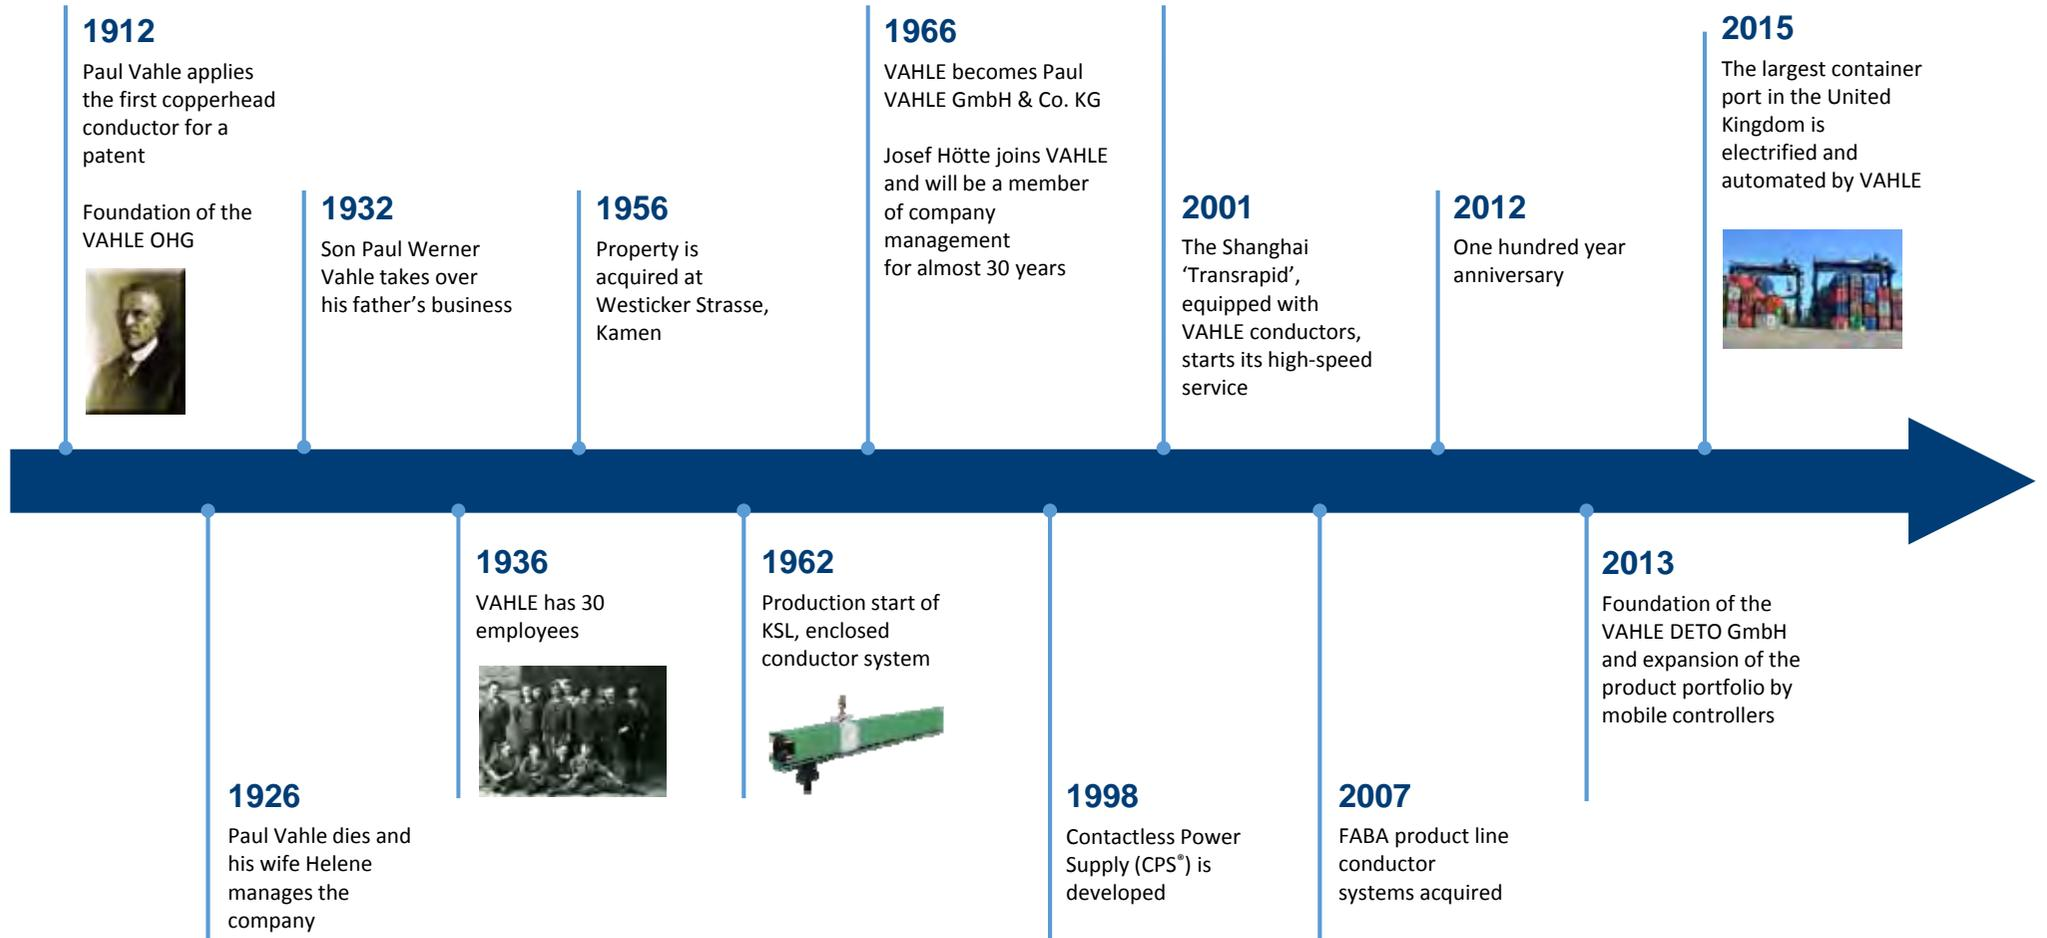 1912
Paul Vahle applies
the first copperhead
conductor for a
patent
Foundation of the
VAHLE OHG
1932
Son Paul Werner
Vahle takes over
his father’s business
1956
Property is
acquired at
Westicker Strasse,
Kamen
1966
VAHLE becomes Paul
VAHLE GmbH & Co. KG
Josef Hötte joins VAHLE
and will be a member
of company
management
for almost 30 years
2001
The Shanghai
‘Transrapid’,
equipped with
VAHLE conductors,
starts its high-speed
service
2012
One hundred year
anniversary
2015
The largest container
port in the United
Kingdom is
electrified and
automated by VAHLE
1926
Paul Vahle dies and
his wife Helene
manages the
company
1936
VAHLE has 30
employees
1962
Production start of
KSL, enclosed
conductor system
1998
Contactless Power
Supply (CPS®) is
developed
2007
FABA product line
conductor
systems acquired
2013
Foundation of the
VAHLE DETO GmbH
and expansion of the
product portfolio by
mobile controllers